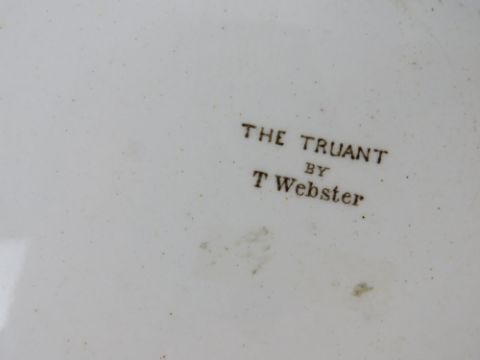 THE TRUANT
BY
T Webster